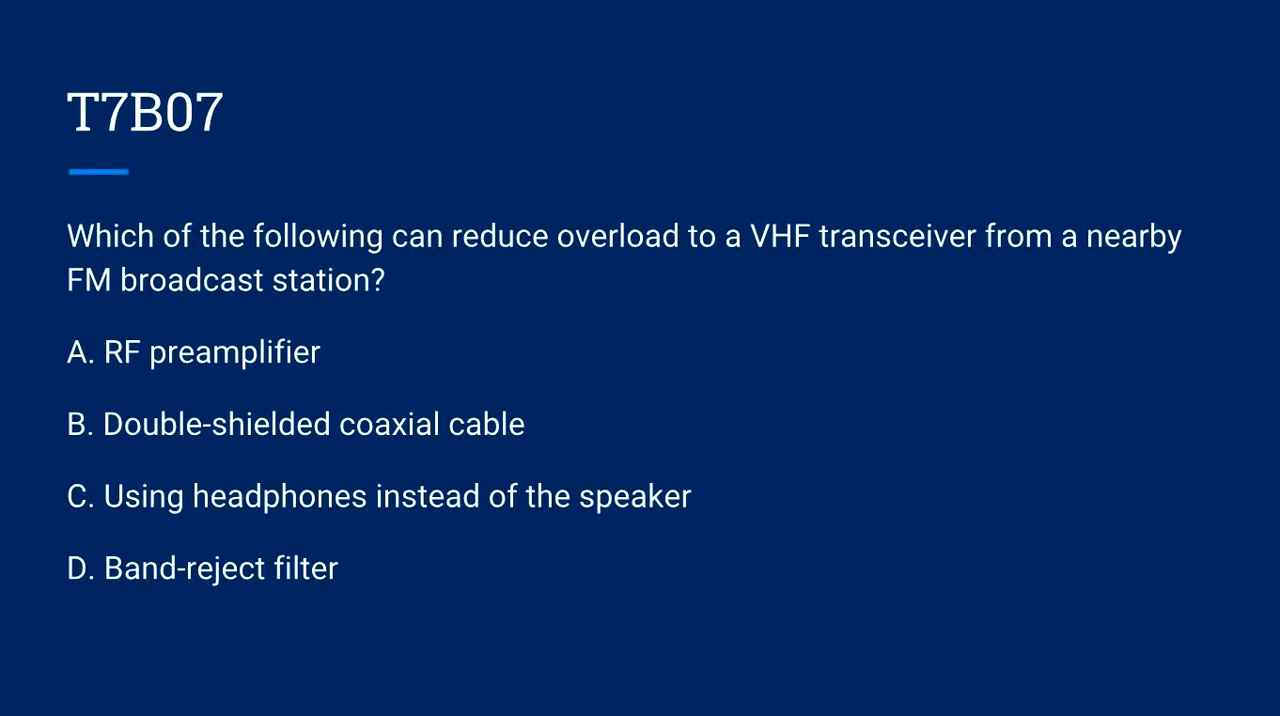 T7B07
Which of the following can reduce overload to a VHF transceiver from a nearby
FM broadcast station?
A. RF preamplifier
B. Double-shielded coaxial cable
C. Using headphones instead of the speaker
D. Band-reject filter